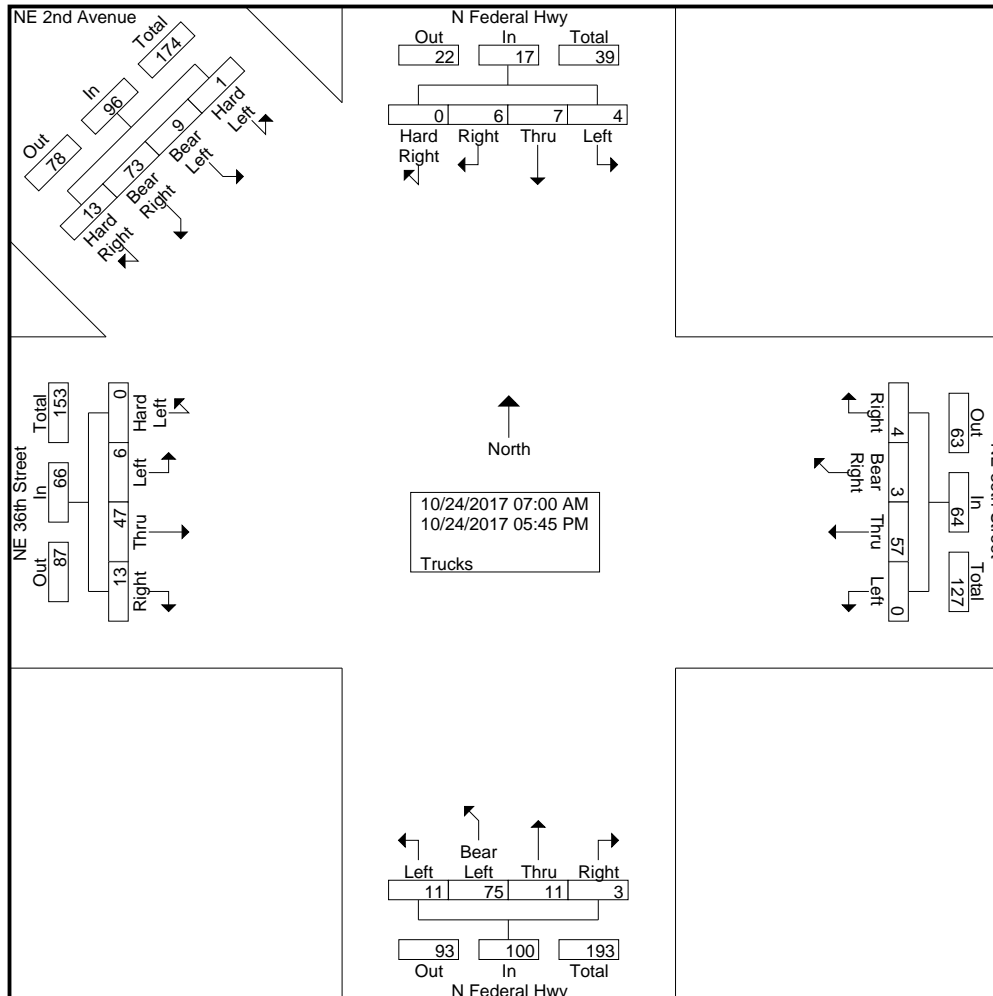 NE 2nd Avenue
Out
In
Total
78
96
174
13
73
9
1
Hard
Right
Bear
Right
Bear
Left
Hard
Left
N Federal Hwy
Out
In
Total
22
17
39
0
6
7
4
Hard
Right
Right
Thru
Left
NE 36th Street
Out
In
Total
87
66
153
13
47
6
0
Right
Thru
Left
Hard
Left
North
10/24/2017 07:00 AM
10/24/2017 05:45 PM
Trucks
Right
Bear
Right
Thru
Left
4
3
57
0
Out
In
Total
63
64
127
Left
Bear
Left
Thru
Right
11
75
11
3
93
100
193
Out
In
Total
N Federal Hwy